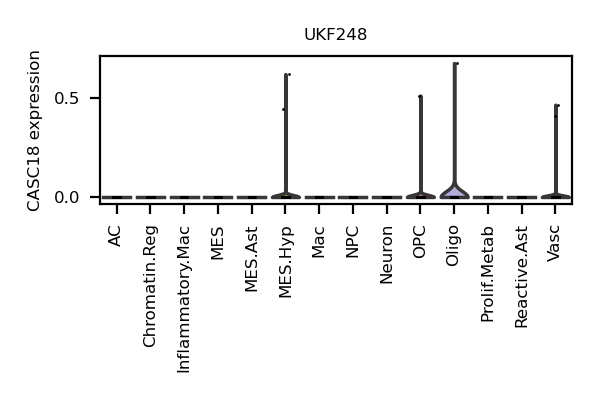 UKF248
CASC18 expression
0.5
0.0
AC
Chromatin.Reg
Inflammatory.Mac
MES
MES.Ast
MES.Hyp
Mac
NPC
Neuron
OPC
Oligo
Prolif.Metab
Reactive.Ast
Vasc